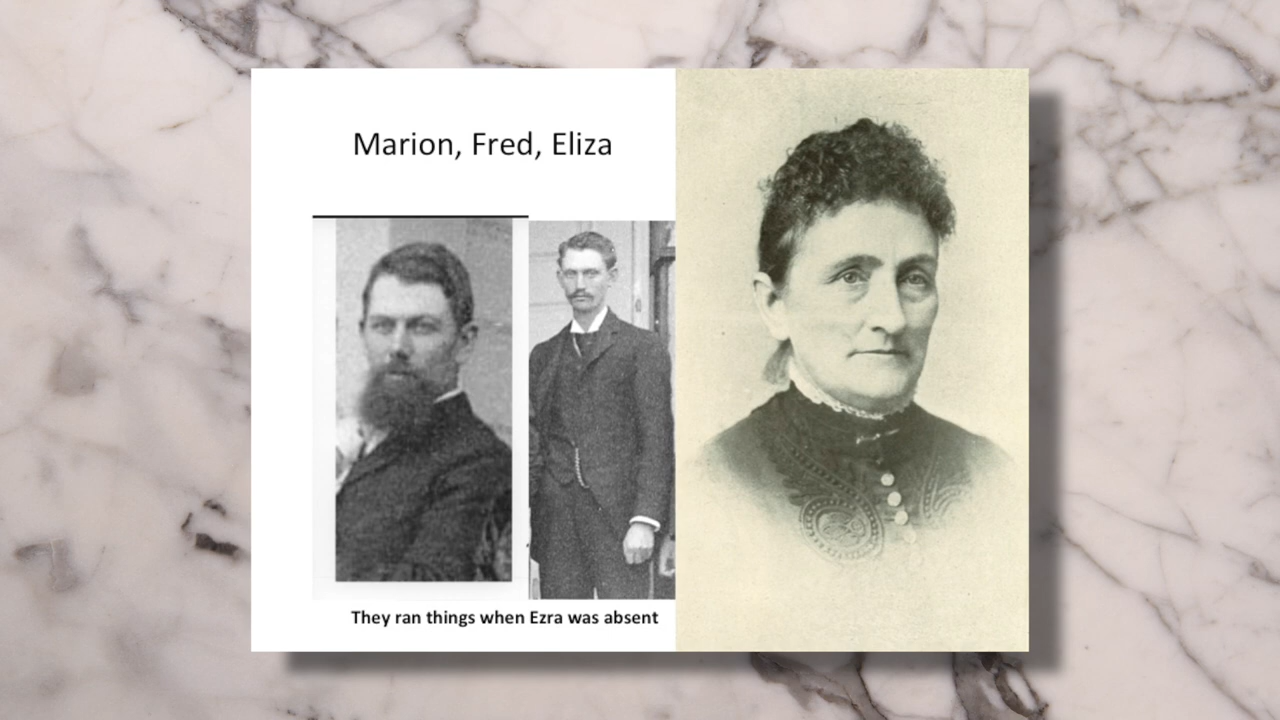 Marion, Fred, Eliza
They ran things when Ezra was absent